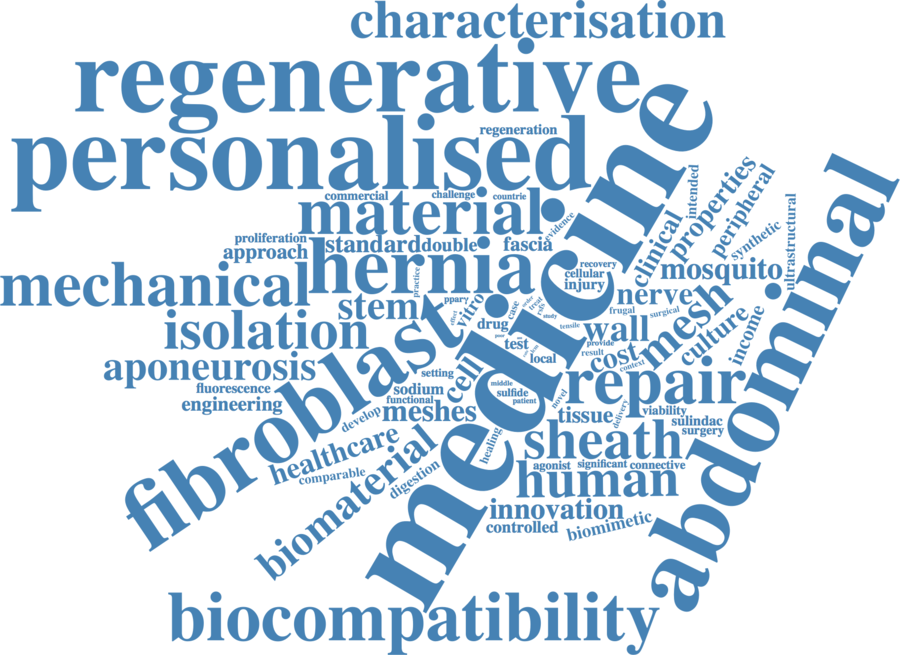 characterisation
regenerative
regeneration
personalised
commercial
challenge
countrie
material
evidence
intended
properties
peripheral
clinical
synthetic
ultrastructural
proliferation
standard
double
fascia
approach
hernia
practice
recovery
cellular
injury
mosquito
mechanical
medicine
abdominal
stem
ppary
vitro
effect
case
order
treat
rsfs
study
nerve
frugal
surgical
mesh
isolation
fibroblast
drug
tensile
wall
culture
income
poor
test
provide
result
local
cost
context
aponeurosis
setting
cell
middle
sulfide
patient
repair
fluorescence
sodium
functional
engineering
meshes
novel
delivery
tissue
viability
sulindac
surgery
develop
healthcare
healing
sheath
comparable
digestion
biomaterial
agonist
significant
connective
human
innovation
controlled
biomimetic
biocompatibility